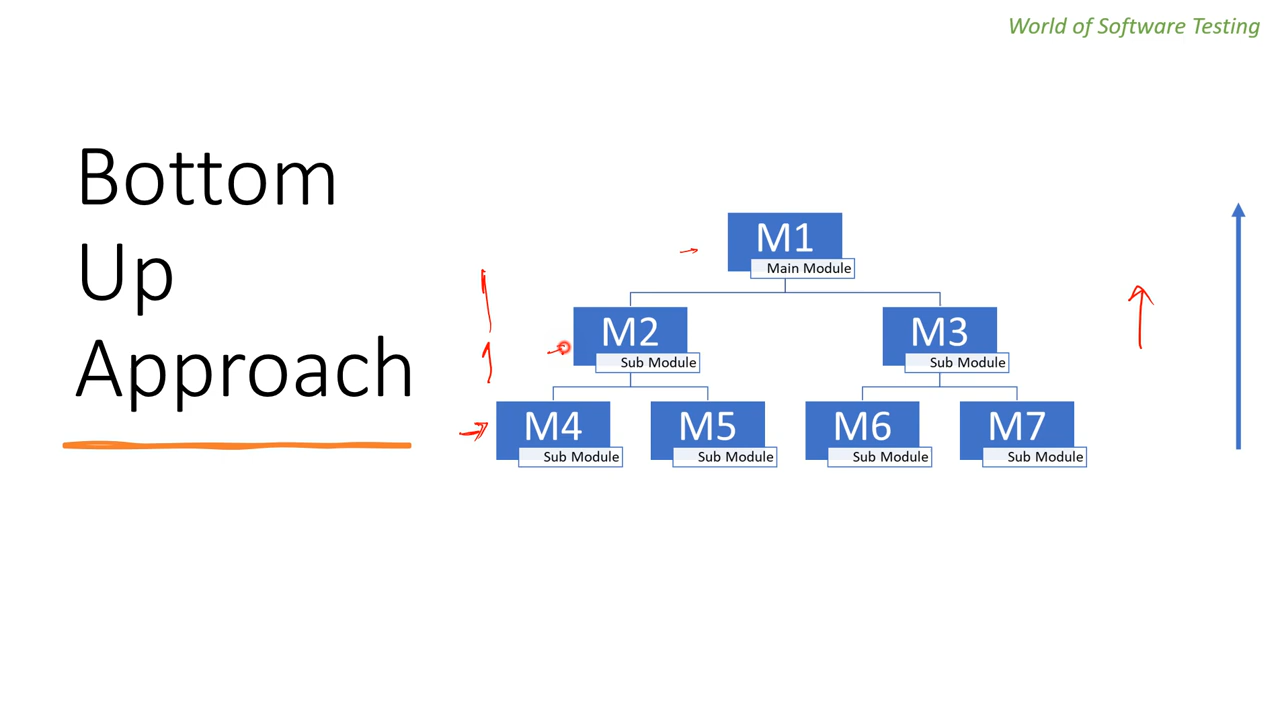 World of Software Testing
Bottom
Up
Approach
M1
Main Module
M2
Sub Module
M3
Sub Module
M4
Sub Module
M5
Sub Module
M6
Sub Module
M7
Sub Module